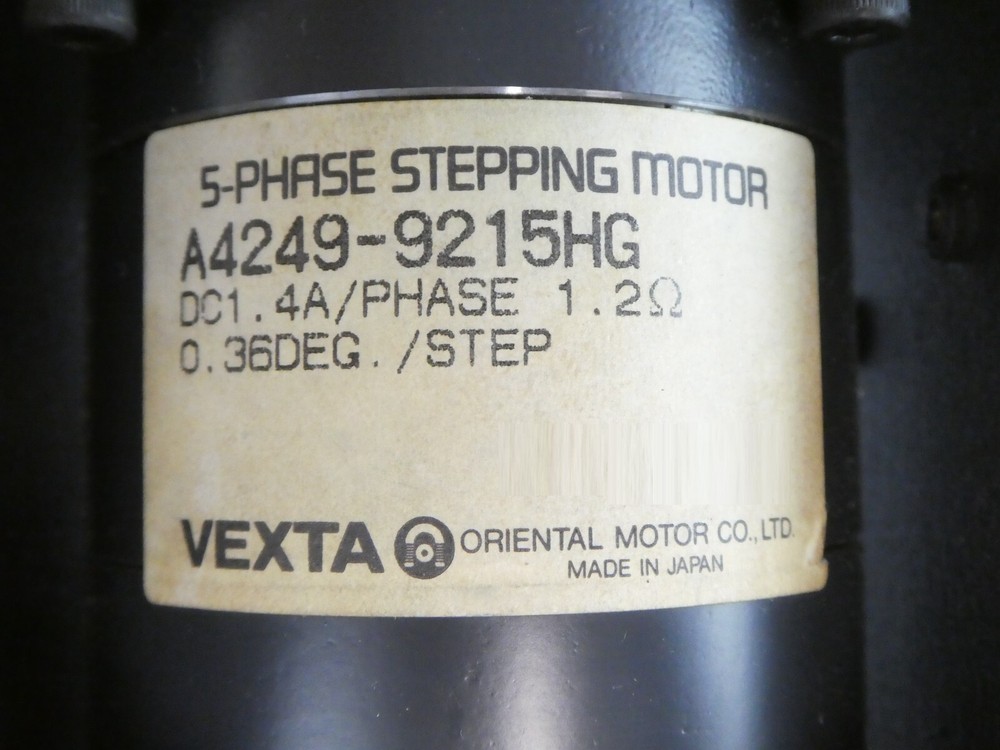 5-PHASE STEPPING MOTOR
A4249-9215HG
DC1.4A/PHASE 1.2Ω
0.36DEG./STEP
VEXTA ORIENTAL MOTOR CO.,LTD.
MADE IN JAPAN